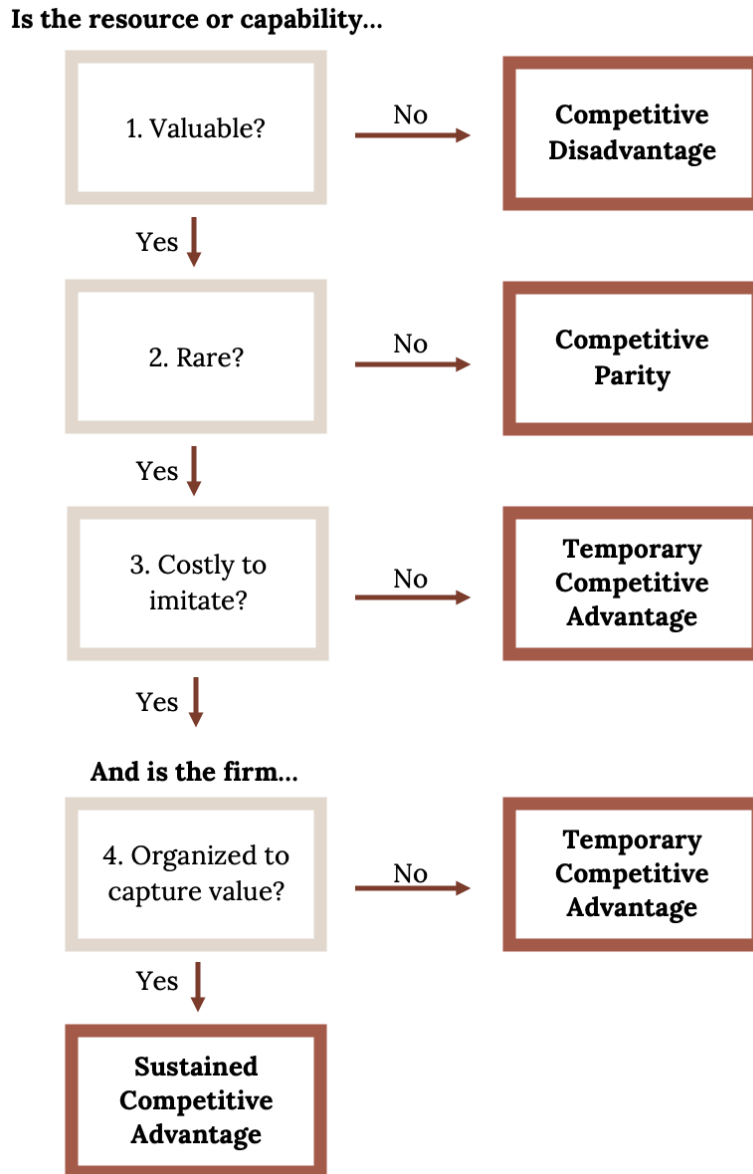 Is the resource or capability...
1. Valuable?
No
Competitive
Disadvantage
Yes
2. Rare?
No
Competitive
Parity
Yes
3. Costly to
imitate?
No
Temporary
Competitive
Advantage
Yes
And is the firm...
4. Organized to
capture value?
No
Temporary
Competitive
Advantage
Yes
Sustained
Competitive
Advantage